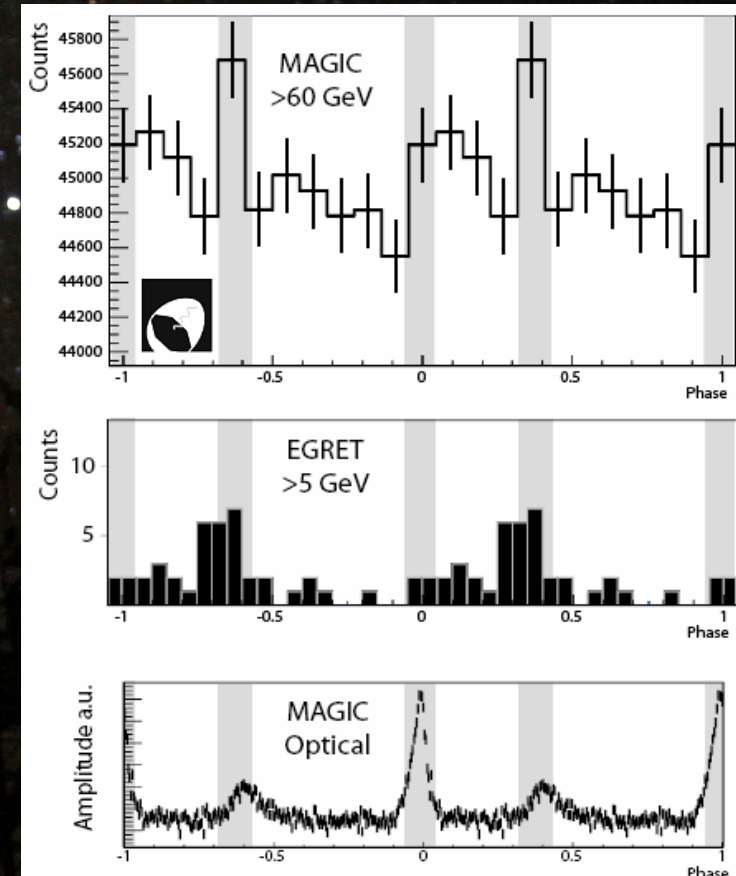 Counts
MAGIC
>60 GeV
45800
45600
45400
45200
45000
44800
44600
44400
44200
44000
-1 -0.5 0 0.5 1
Phase
Counts
EGRET
>5 GeV
10
5
-1 -0.5 0 0.5 1
Phase
Amplitude a.u.
MAGIC
Optical
-1 -0.5 0 0.5 1
Phase